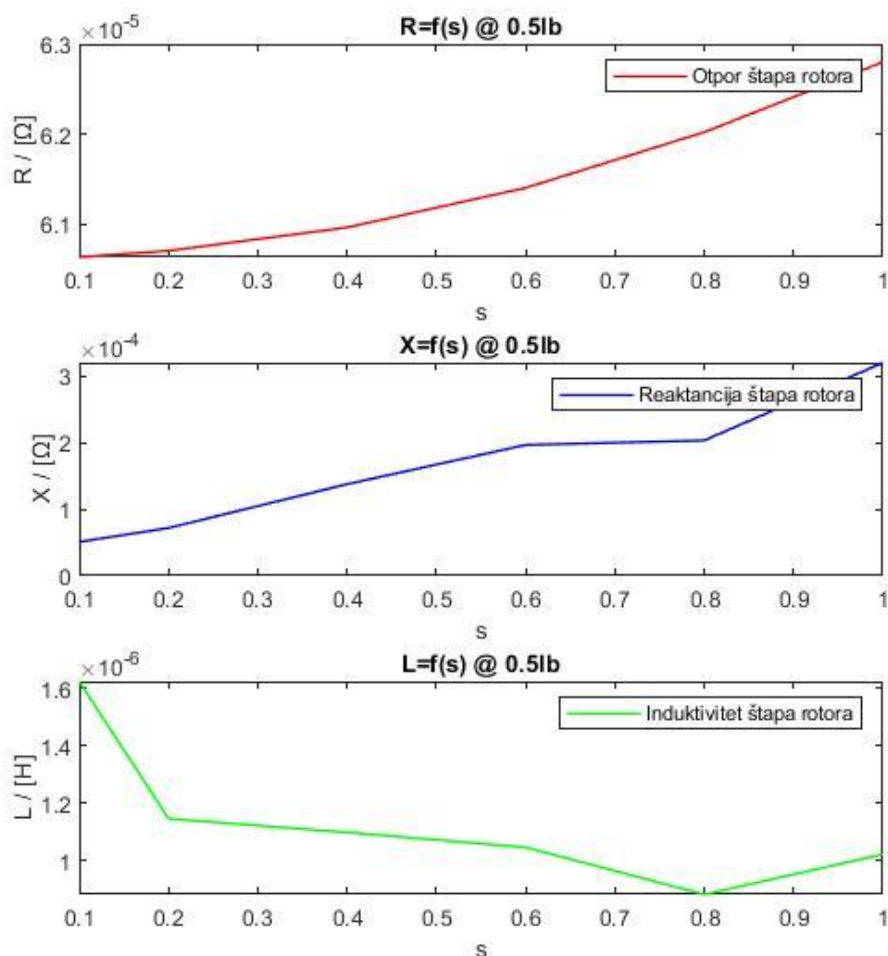 ×10-5
R=f(s) @ 0.5Ib
6.3
6.2
6.1
R / [Ω]
Otpor štapa rotora
0.1 0.2 0.3 0.4 0.5 0.6 0.7 0.8 0.9 1
s
×10-4
X=f(s) @ 0.5Ib
3
2
1
0
X / [Ω]
Reaktancija štapa rotora
0.1 0.2 0.3 0.4 0.5 0.6 0.7 0.8 0.9 1
s
×10-6
L=f(s) @ 0.5Ib
1.6
1.4
1.2
1
L / [H]
Induktivitet štapa rotora
0.1 0.2 0.3 0.4 0.5 0.6 0.7 0.8 0.9 1
s